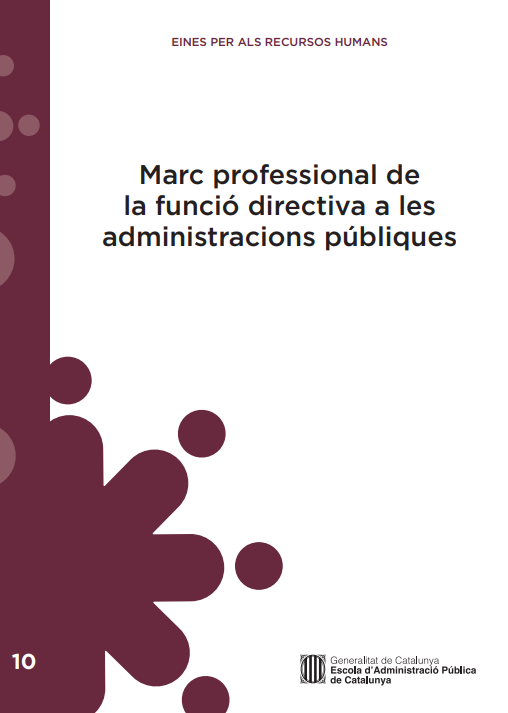 EINES PER ALS RECURSOS HUMANS
Marc professional de
la funció directiva a les
administracions públiques
10
Generalitat de Catalunya
Escola d'Administració Pública
de Catalunya